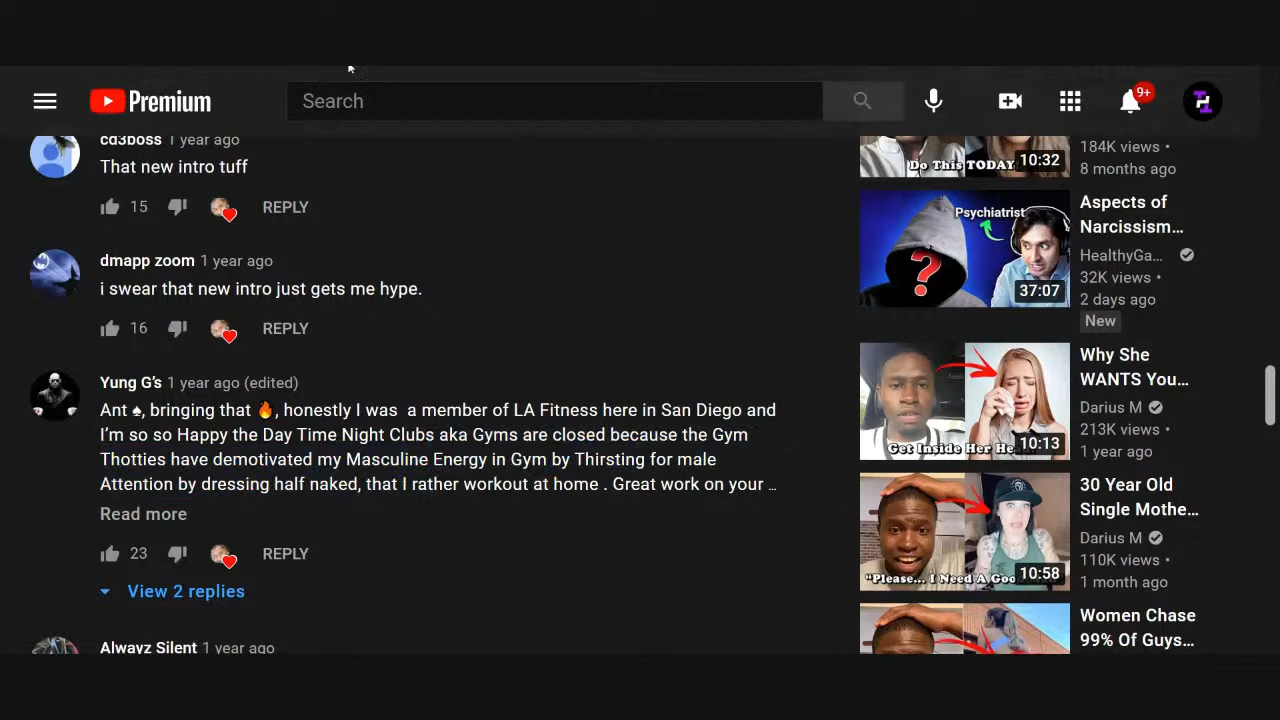 Premium
Search
9+
cd3boss 1 year ago
That new intro tuff
15
REPLY
dmapp zoom 1 year ago
i swear that new intro just gets me hype.
16
REPLY
Yung G’s 1 year ago (edited)
Ant ♠, bringing that 🔥, honestly I was a member of LA Fitness here in San Diego and
I’m so so Happy the Day Time Night Clubs aka Gyms are closed because the Gym
Thotties have demotivated my Masculine Energy in Gym by Thirsting for male
Attention by dressing half naked, that I rather workout at home . Great work on your ...
Read more
23
REPLY
View 2 replies
Alwayz Silent 1 year ago
Do This TODAY
10:32
184K views •
8 months ago
Psychiatrist
?
37:07
Aspects of
Narcissism...
HealthyGa...
32K views •
2 days ago
New
Get Inside Her He
10:13
Why She
WANTS You...
Darius M
213K views •
1 year ago
"Please... I Need A Goo
10:58
30 Year Old
Single Mothe...
Darius M
110K views •
1 month ago
Women Chase
99% Of Guys...